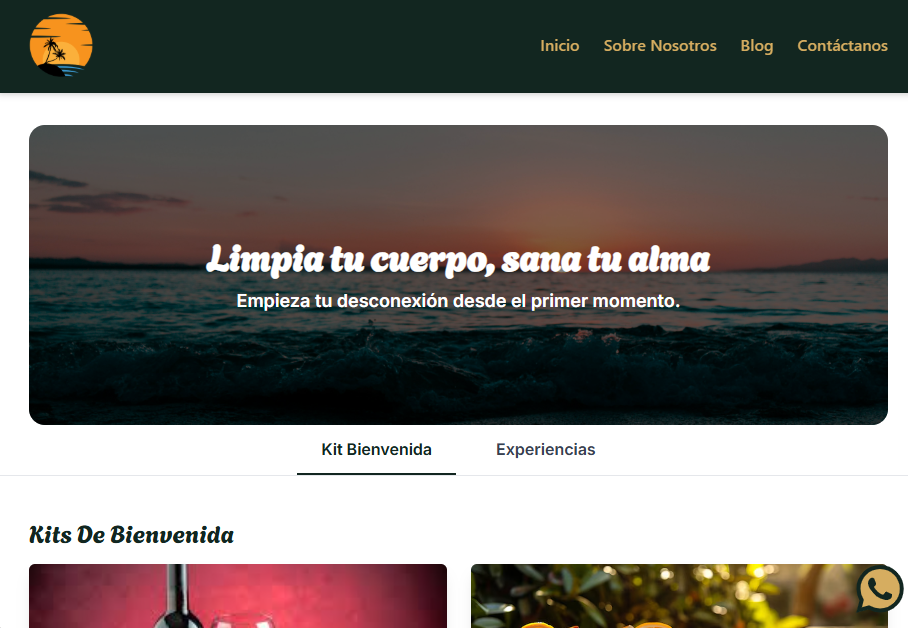 Inicio Sobre Nosotros Blog Contáctanos
Limpia tu cuerpo, sana tu alma
Empieza tu desconexión desde el primer momento.
Kit Bienvenida Experiencias
Kits De Bienvenida